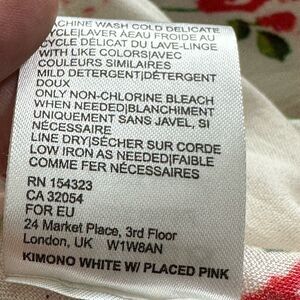 MACHINE WASH COLD DELICATE
CYCLE|LAVER AEAU FROIDE AU
CYCLE DÉLICAT DU LAVE-LINGE
WITH LIKE COLORS|AVEC
COULEURS SIMILAIRES
MILD DETERGENT|DÉTERGENT
DOUX
ONLY NON-CHLORINE BLEACH
WHEN NEEDED|BLANCHIMENT
UNIQUEMENT SANS JAVEL, SI
NÉCESSAIRE
LINE DRY|SÉCHER SUR CORDE
LOW IRON AS NEEDED|FAIBLE
COMME FER NÉCESSAIRES
RN 154323
CA 32054
FOR EU
24 Market Place, 3rd Floor
London, UK W1W8AN
KIMONO WHITE W/ PLACED PINK